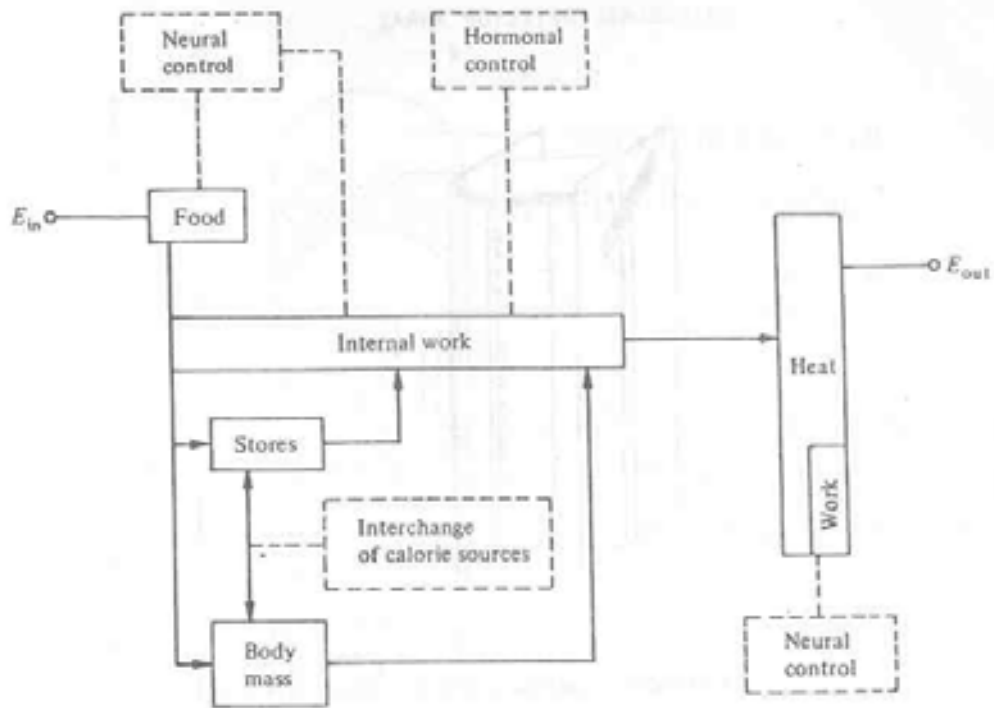 Neural
control
Hormonal
control
E_in
Food
E_out
Internal work
Heat
Stores
Work
Interchange
of calorie sources
Body
mass
Neural
control